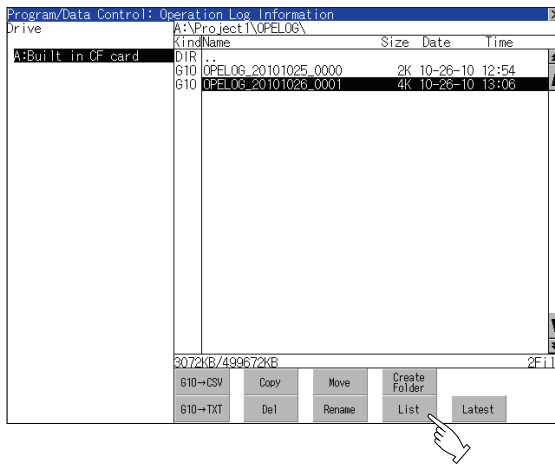 Program/Data Control: Operation Log Information
Drive
A:\Project1\OPELOG\
Kind Name Size Date Time
A:Built in CF card
DIR ..
G10 OPELOG_20101025_0000 2K 10-26-10 12:54
G10 OPELOG_20101026_0001 4K 10-26-10 13:06
3072KB/499672KB 2Fil
G10→CSV Copy Move Create Folder
G10→TXT Del Rename List Latest